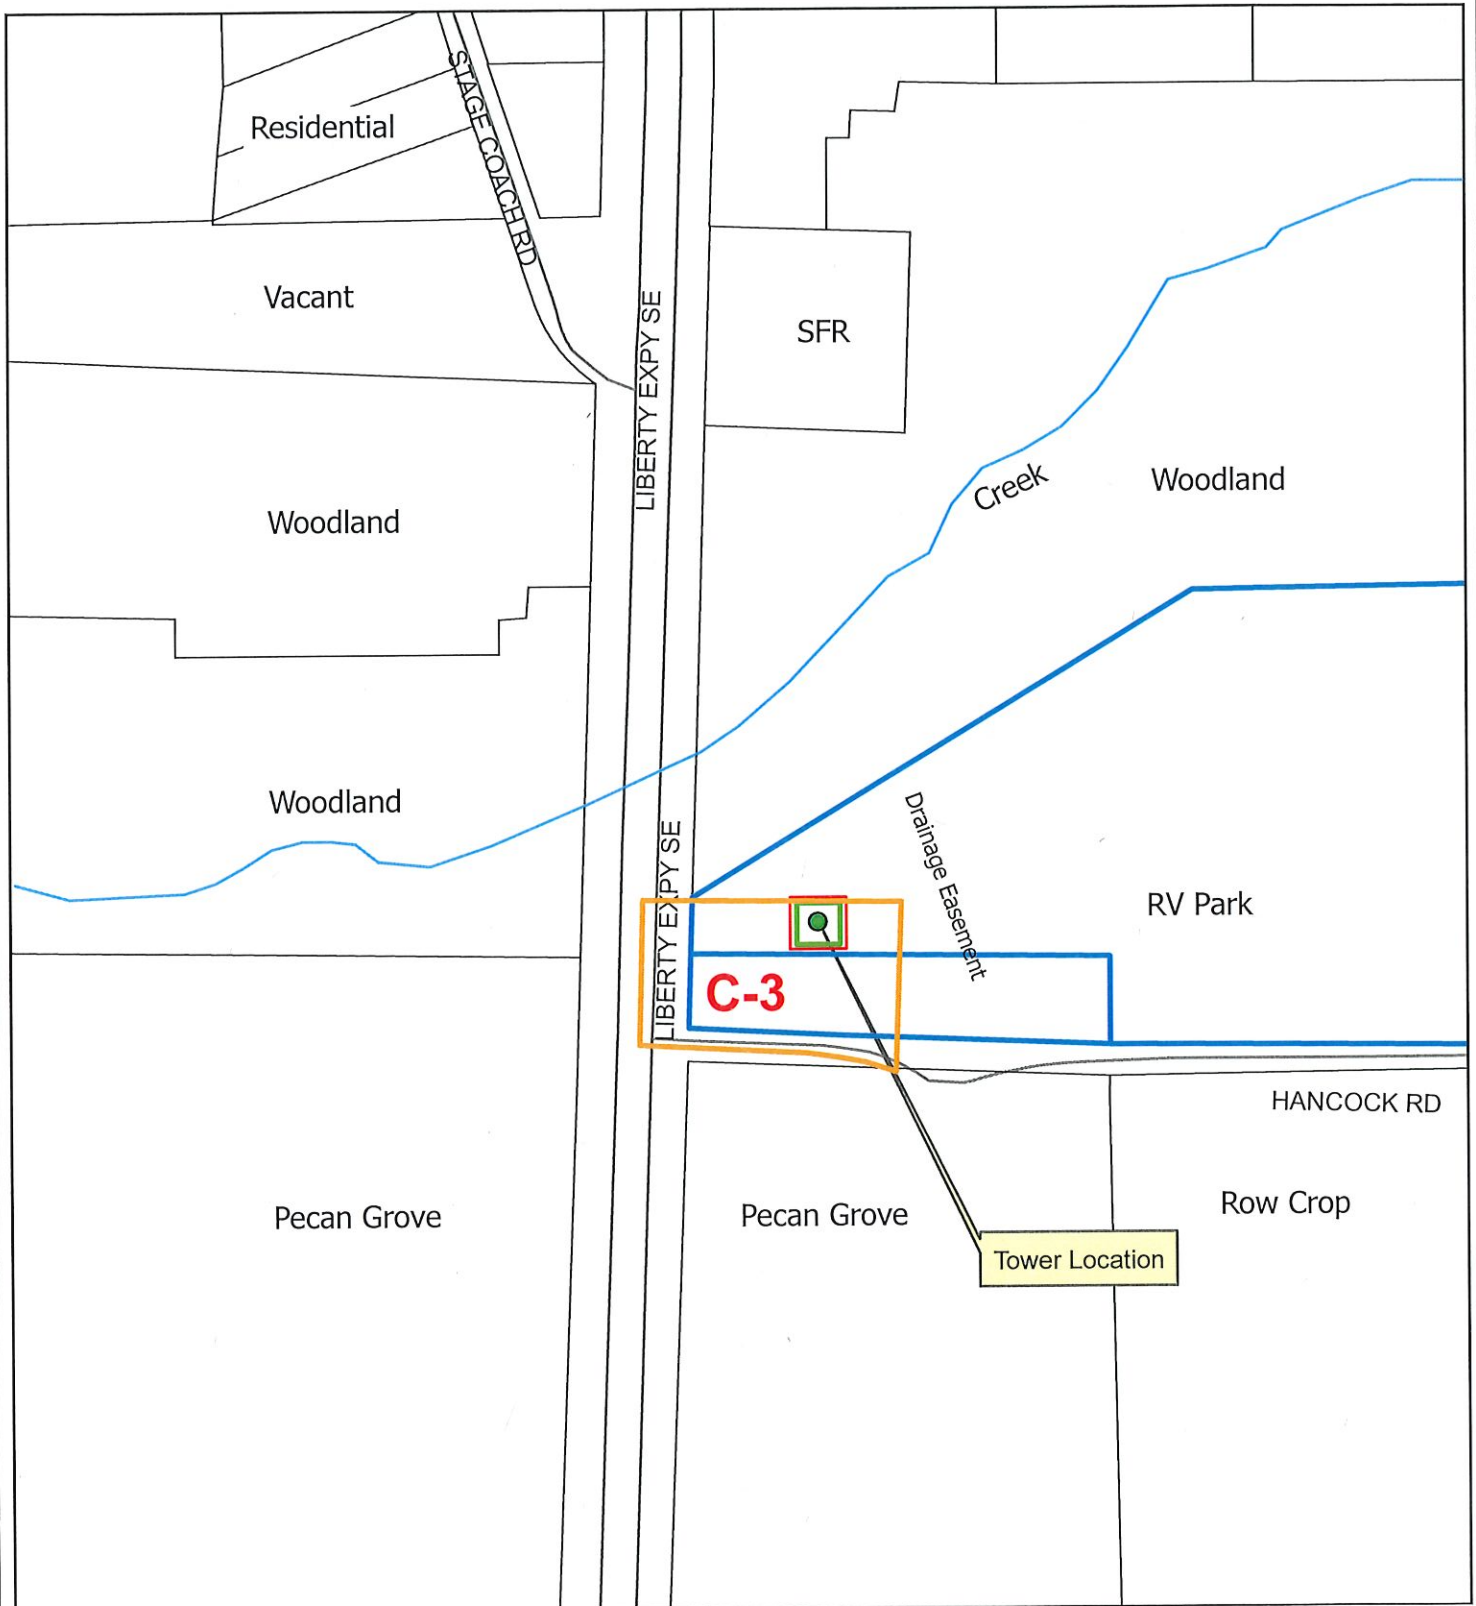 STAGE COACH RD
Residential
Vacant
LIBERTY EXPY SE
SFR
Creek
Woodland
Woodland
Woodland
LIBERTY EXPY SE
Drainage Easement
RV Park
C-3
HANCOCK RD
Pecan Grove
Pecan Grove
Row Crop
Tower Location